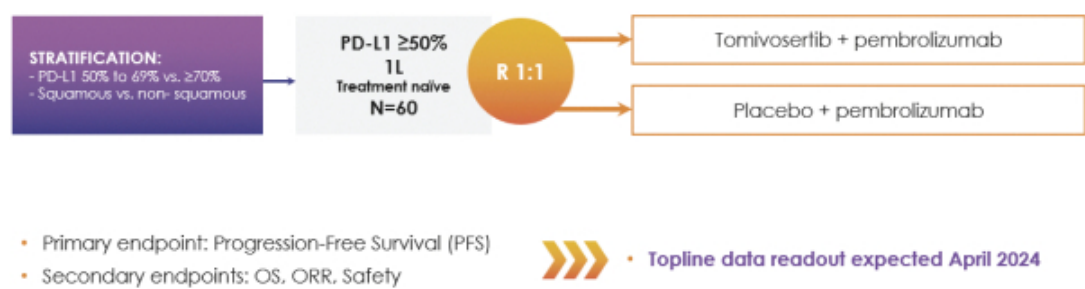 STRATIFICATION:
- PD-L1 50% to 69% vs. ≥70%
- Squamous vs. non- squamous
PD-L1 ≥50%
1L
Treatment naïve
N=60
R 1:1
Tomivosertib + pembrolizumab
Placebo + pembrolizumab
• Primary endpoint: Progression-Free Survival (PFS)
• Secondary endpoints: OS, ORR, Safety
• Topline data readout expected April 2024